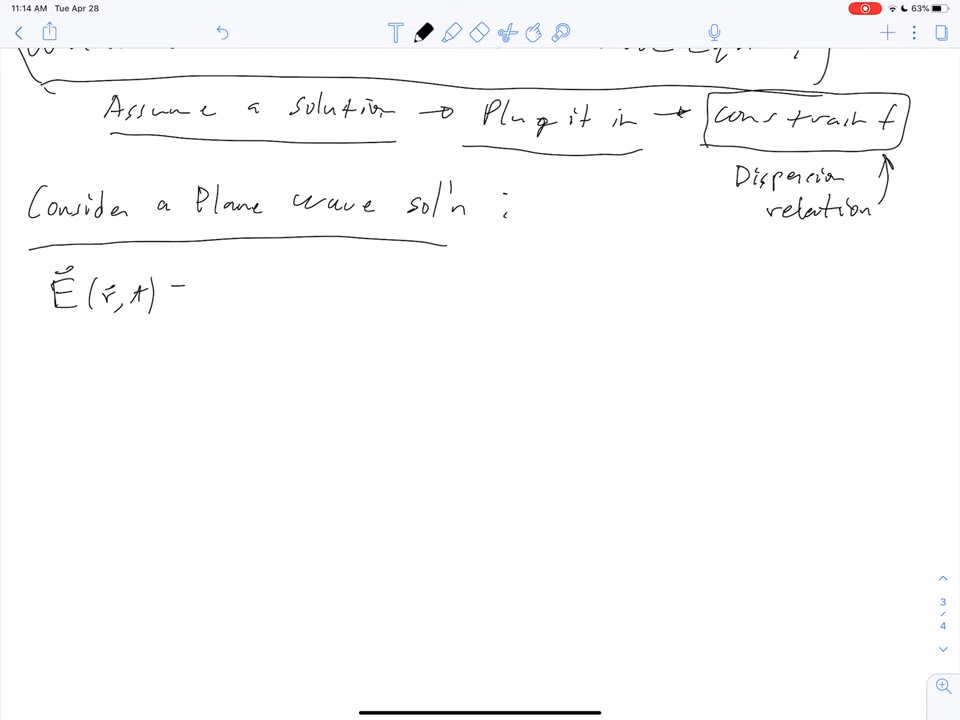 11:14 AM Tue Apr 28
63%
Assume a solution → Plug it in → constraint
Dispersion
relation
Consider a Plane wave sol'n :
E⃗(r⃗,t) =
3
4